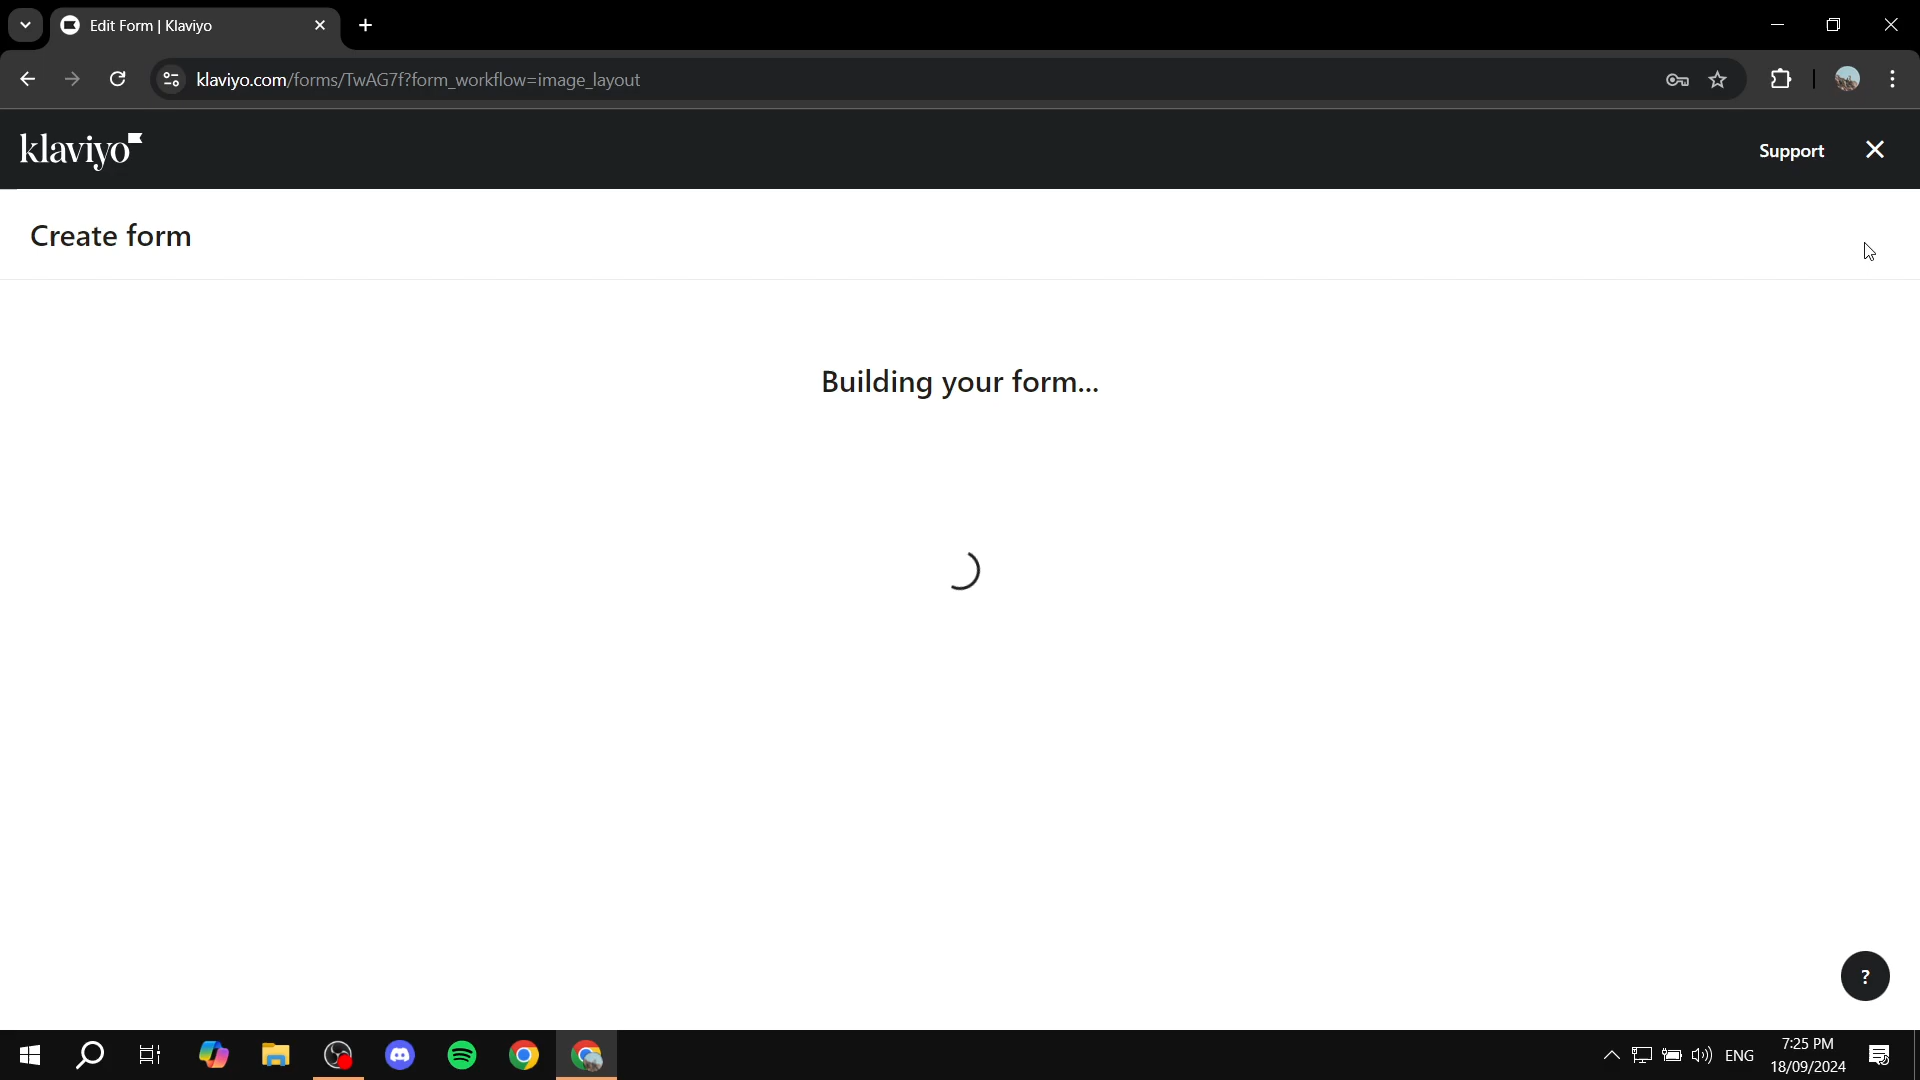 Edit Form | Klaviyo
klaviyo.com/forms/TwAG7f?form_workflow=image_layout
klaviyo
Support
Create form
Building your form...
?
ENG
7:25 PM
18/09/2024